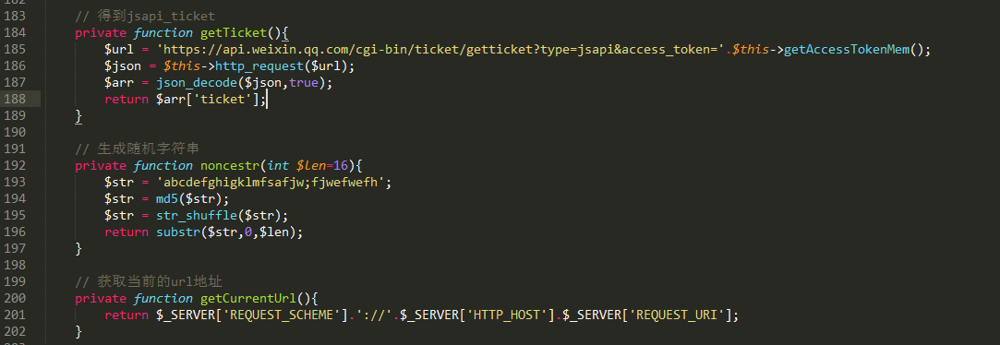 183 // 得到jsapi_ticket
184 private function getTicket(){
185 $url = 'https://api.weixin.qq.com/cgi-bin/ticket/getticket?type=jsapi&access_token='.$this->getAccessTokenMem();
186 $json = $this->http_request($url);
187 $arr = json_decode($json,true);
188 return $arr['ticket'];
189 }
190
191 // 生成随机字符串
192 private function noncestr(int $len=16){
193 $str = 'abcdefghigklmfsafjw;fjwefwefh';
194 $str = md5($str);
195 $str = str_shuffle($str);
196 return substr($str,0,$len);
197 }
198
199 // 获取当前的url地址
200 private function getCurrentUrl(){
201 return $_SERVER['REQUEST_SCHEME'].'://'.$_SERVER['HTTP_HOST'].$_SERVER['REQUEST_URI'];
202 }